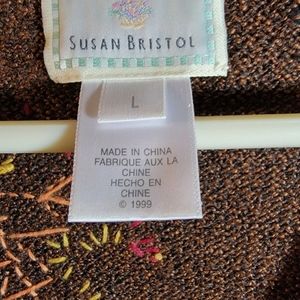 SUSAN BRISTOL
L
MADE IN CHINA
FABRIQUE AUX LA
CHINE
HECHO EN
CHINE
© 1999